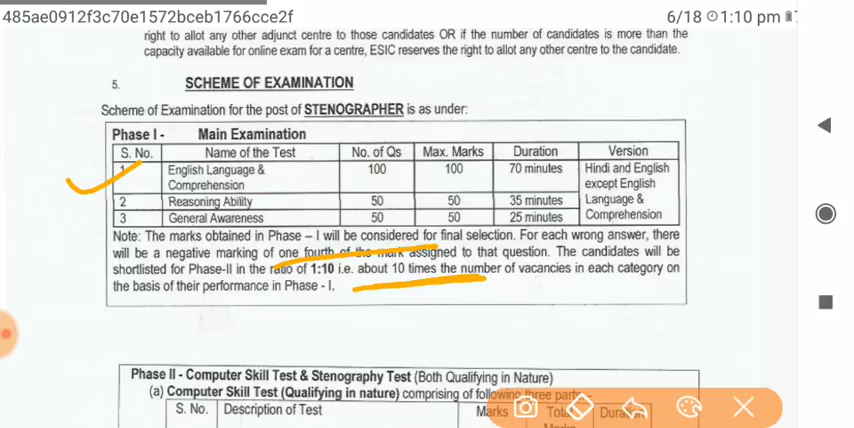 485ae0912f3c70e1572bceb1766cce2f 6/18 1:10 pm
right to allot any other adjunct centre to those candidates OR if the number of candidates is more than the
capacity available for online exam for a centre, ESIC reserves the right to allot any other centre to the candidate.
5. SCHEME OF EXAMINATION
Scheme of Examination for the post of STENOGRAPHER is as under:
Phase I - Main Examination
S. No. Name of the Test No. of Qs Max. Marks Duration Version
1 English Language & 100 100 70 minutes Hindi and English
Comprehension except English
2 Reasoning Ability 50 50 35 minutes Language &
3 General Awareness 50 50 25 minutes Comprehension
Note: The marks obtained in Phase – I will be considered for final selection. For each wrong answer, there
will be a negative marking of one fourth of the mark assigned to that question. The candidates will be
shortlisted for Phase-II in the ratio of 1:10 i.e. about 10 times the number of vacancies in each category on
the basis of their performance in Phase - I.
Phase II - Computer Skill Test & Stenography Test (Both Qualifying in Nature)
(a) Computer Skill Test (Qualifying in nature) comprising of following three parts
S. No. Description of Test Marks Total Duration